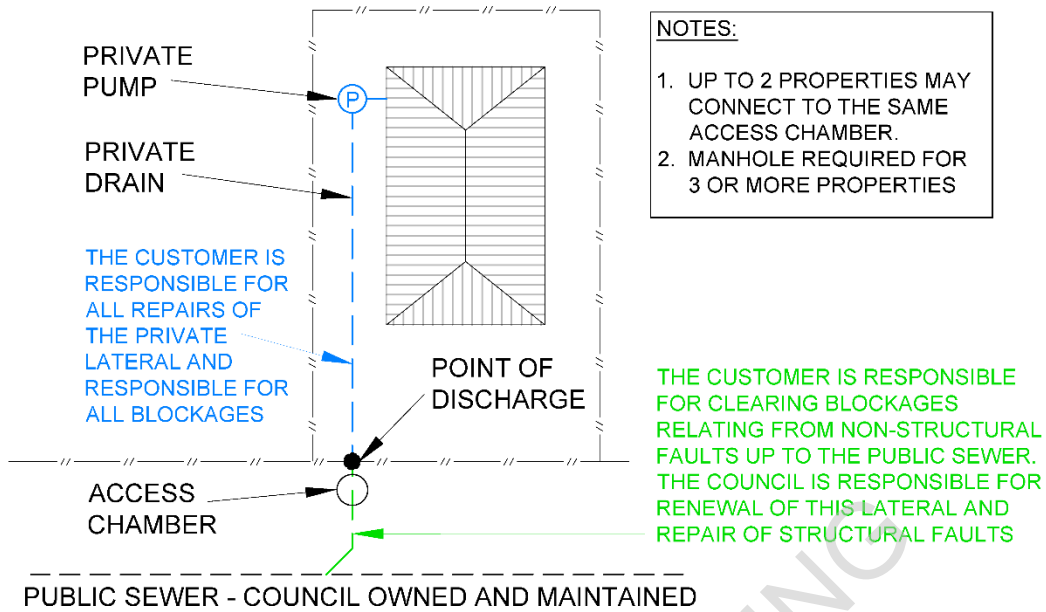 PRIVATE
PUMP
P
PRIVATE
DRAIN
THE CUSTOMER IS
RESPONSIBLE FOR
ALL REPAIRS OF
THE PRIVATE
LATERAL AND
RESPONSIBLE FOR
ALL BLOCKAGES
POINT OF
DISCHARGE
ACCESS
CHAMBER
NOTES:
1. UP TO 2 PROPERTIES MAY
CONNECT TO THE SAME
ACCESS CHAMBER.
2. MANHOLE REQUIRED FOR
3 OR MORE PROPERTIES
THE CUSTOMER IS RESPONSIBLE
FOR CLEARING BLOCKAGES
RELATING FROM NON-STRUCTURAL
FAULTS UP TO THE PUBLIC SEWER.
THE COUNCIL IS RESPONSIBLE FOR
RENEWAL OF THIS LATERAL AND
REPAIR OF STRUCTURAL FAULTS
PUBLIC SEWER - COUNCIL OWNED AND MAINTAINED